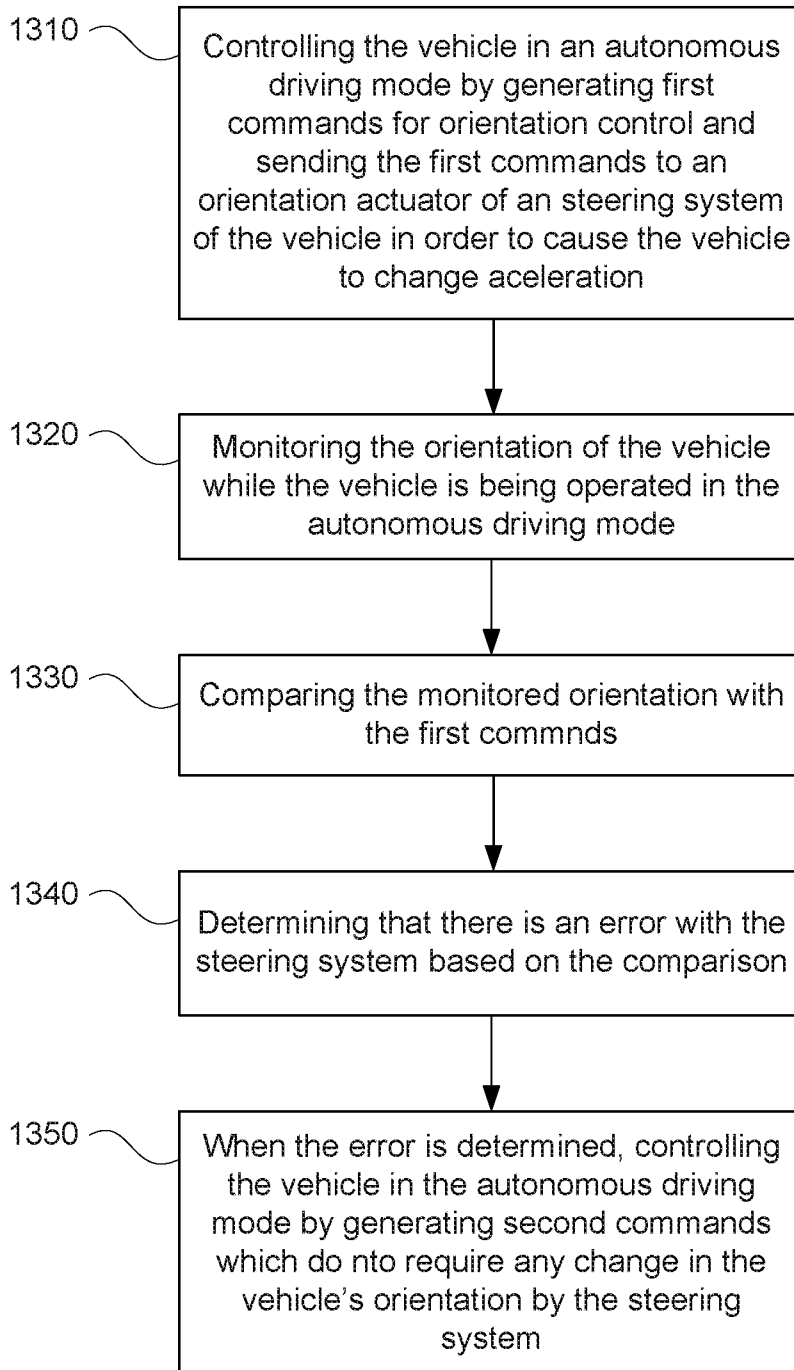 1310
Controlling the vehicle in an autonomous
driving mode by generating first
commands for orientation control and
sending the first commands to an
orientation actuator of an steering system
of the vehicle in order to cause the vehicle
to change aceleration
1320
Monitoring the orientation of the vehicle
while the vehicle is being operated in the
autonomous driving mode
1330
Comparing the monitored orientation with
the first commnds
1340
Determining that there is an error with the
steering system based on the comparison
1350
When the error is determined, controlling
the vehicle in the autonomous driving
mode by generating second commands
which do nto require any change in the
vehicle's orientation by the steering
system